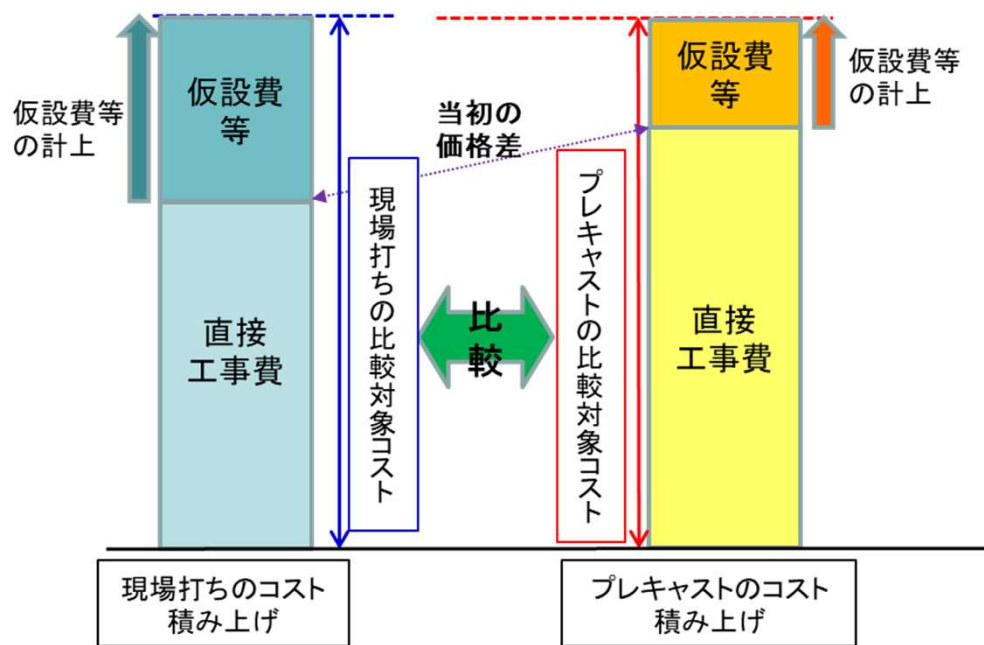 仮設費等
の計上
仮設費
等
直接
工事費
当初の
価格差
現場打ちの比較対象コスト
比
較
プレキャストの比較対象コスト
仮設費
等
直接
工事費
仮設費等
の計上
現場打ちのコスト
積み上げ
プレキャストのコスト
積み上げ